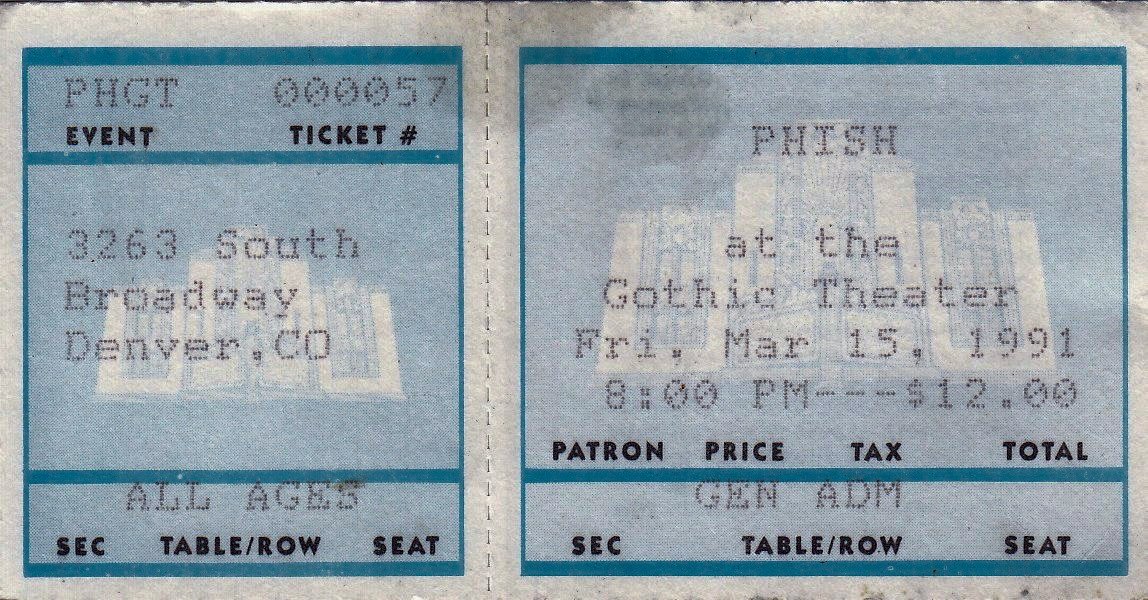 PHGT 000057
EVENT TICKET #
3263 South
Broadway
Denver,CO
ALL AGES
SEC TABLE/ROW SEAT
PHISH
at the
Gothic Theater
Fri, Mar 15, 1991
8:00 PM---$12.00
PATRON PRICE TAX TOTAL
GEN ADM
SEC TABLE/ROW SEAT